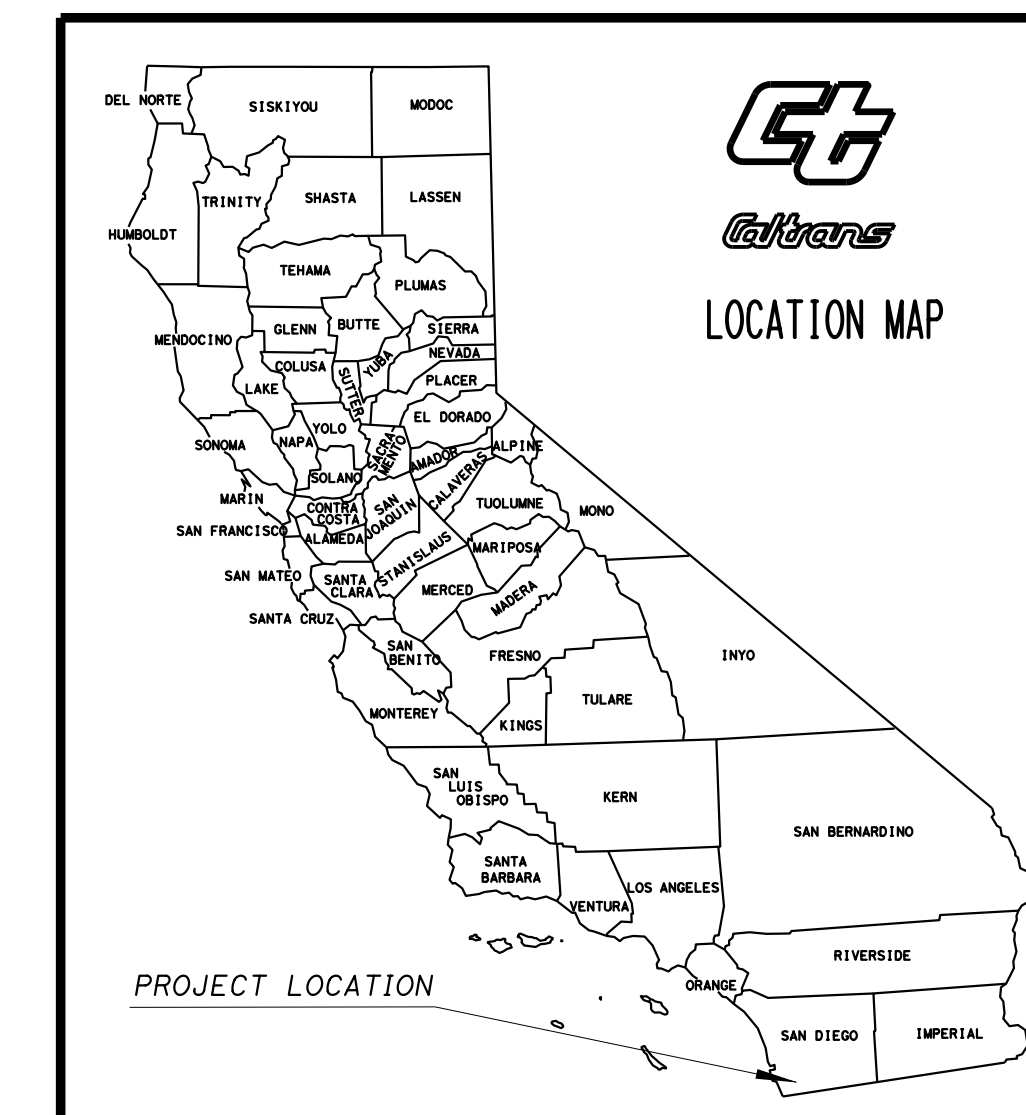 DEL NORTE
SISKIYOU
MODOC
Ct
Caltrans
LOCATION MAP
TRINITY
SHASTA
LASSEN
HUMBOLDT
TEHAMA
PLUMAS
MENDOCINO
GLENN
BUTTE
SIERRA
COLUSA
YUBA
NEVADA
LAKE
SUTTER
PLACER
SONOMA
NAPA
YOLO
SACRA-
MENTO
EL DORADO
AMADOR
ALPINE
SOLANO
CALAVERAS
MARIN
CONTRA
COSTA
SAN
JOAQUIN
TUOLUMNE
MONO
SAN FRANCISCO
ALAMEDA
STANISLAUS
MARIPOSA
SAN MATEO
SANTA
CLARA
MERCED
MADERA
SANTA CRUZ
SAN
BENITO
FRESNO
INYO
MONTEREY
KINGS
TULARE
SAN
LUIS
OBISPO
KERN
SAN BERNARDINO
SANTA
BARBARA
VENTURA
LOS ANGELES
RIVERSIDE
ORANGE
PROJECT LOCATION
SAN DIEGO
IMPERIAL